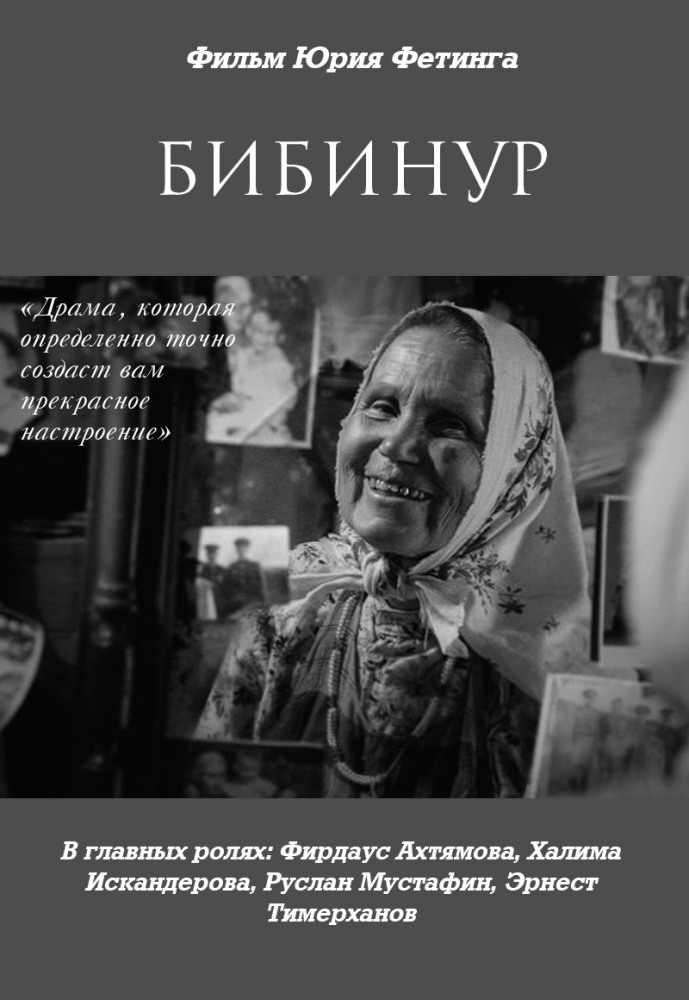 Фильм Юрия Фетинга
БИБИНУР
«Драма, которая
определенно точно
создаст вам
прекрасное
настроение»
В главных ролях: Фирдаус Ахтямова, Халима
Искандерова, Руслан Мустафин, Эрнест
Тимерханов